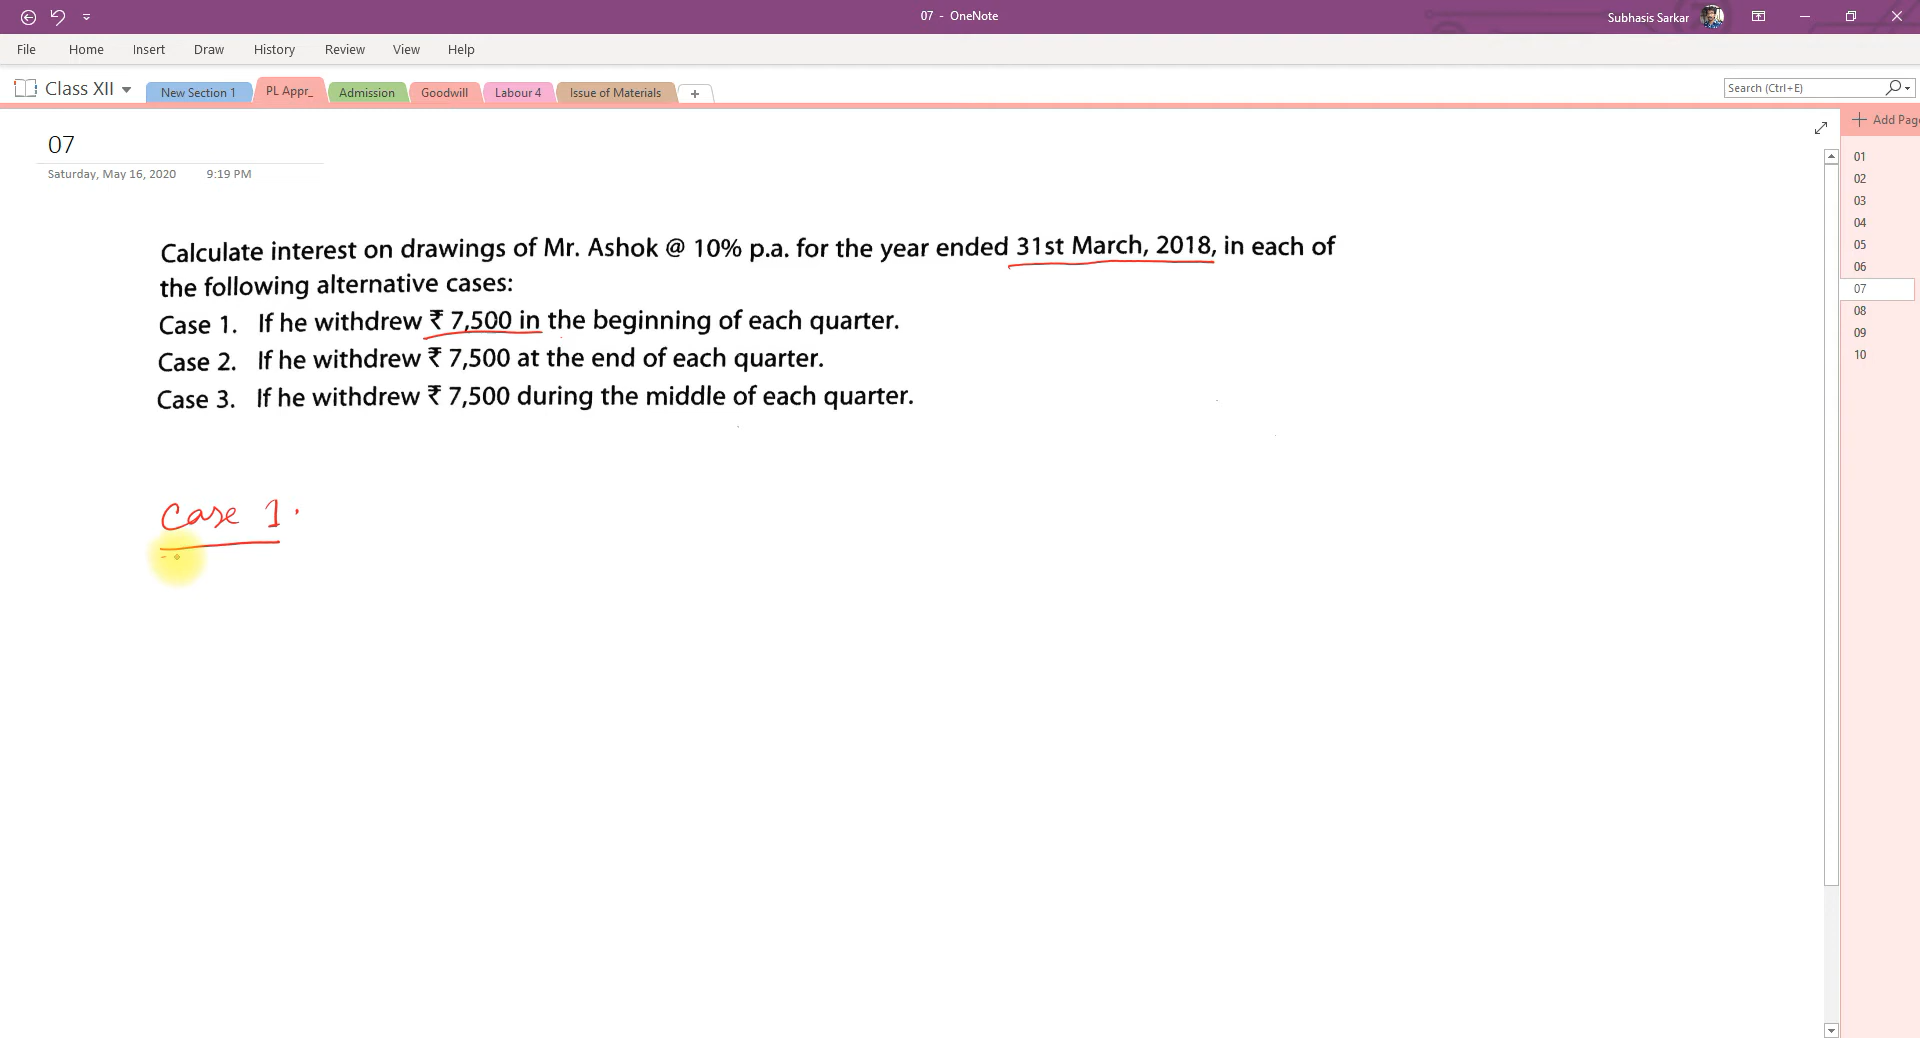 07 - OneNote
Subhasis Sarkar
File Home Insert Draw History Review View Help
Class XII New Section 1 PL Appr_ Admission Goodwill Labour 4 Issue of Materials +
Search (Ctrl+E)
Add Page
07
Saturday, May 16, 2020 9:19 PM
Calculate interest on drawings of Mr. Ashok @ 10% p.a. for the year ended 31st March, 2018, in each of
the following alternative cases:
Case 1. If he withdrew ₹ 7,500 in the beginning of each quarter.
Case 2. If he withdrew ₹ 7,500 at the end of each quarter.
Case 3. If he withdrew ₹ 7,500 during the middle of each quarter.
Case 1.
01
02
03
04
05
06
07
08
09
10